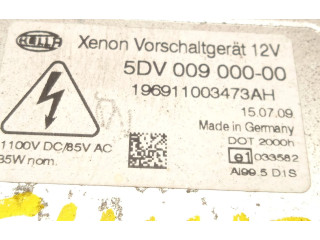 HELLA
Xenon Vorschaltgerät 12V
5DV 009 000-00
196911003473AH
15.07.09
Made in Germany
1100V DC/85V AC
DOT 2000h
35W nom.
e1 033582
Al99.5 D1S